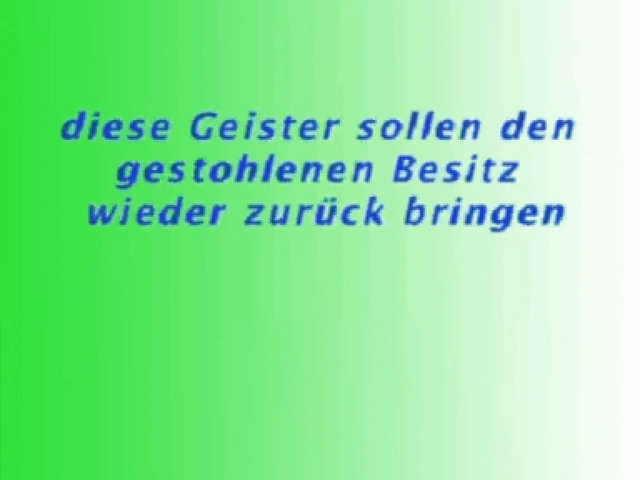 diese Geister sollen den
gestohlenen Besitz
wieder zurück bringen